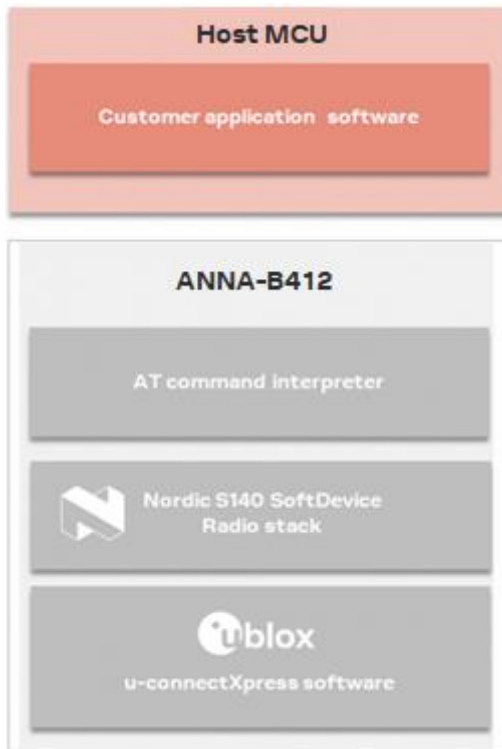 Host MCU
Customer application software
ANNA-B412
AT command interpreter
Nordic S140 SoftDevice
Radio stack
ublox
u-connectXpress software